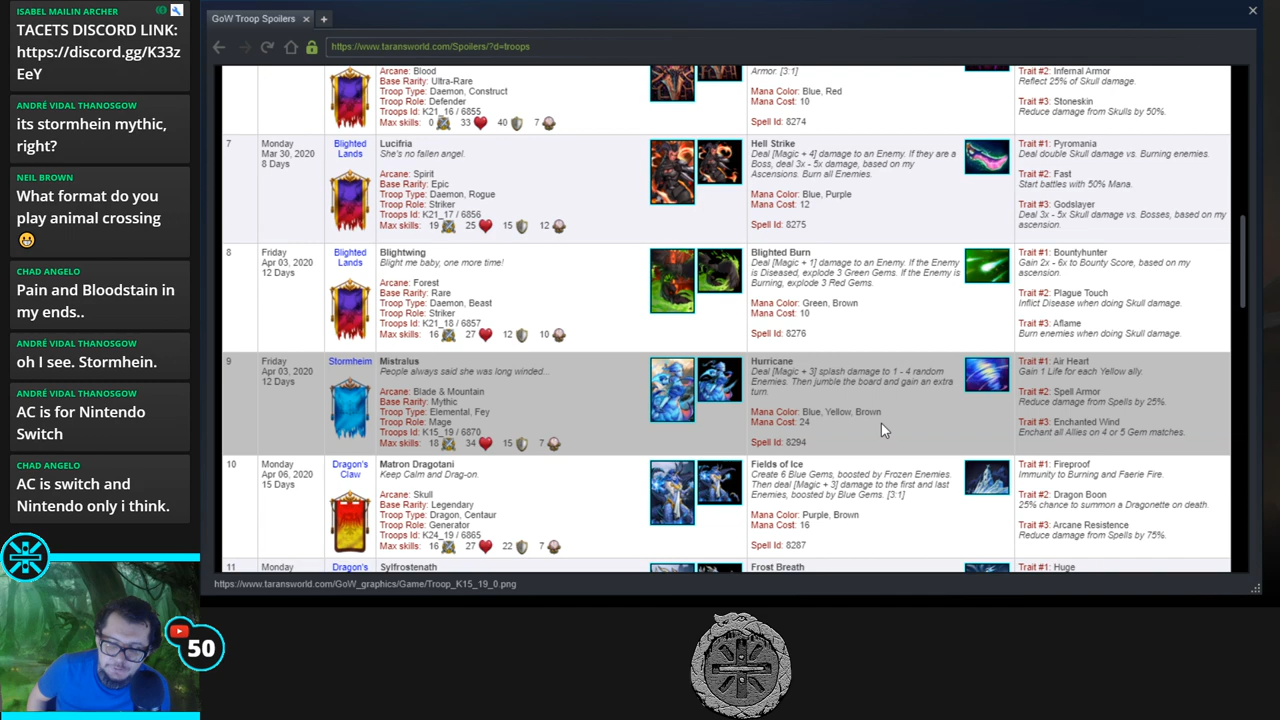 ISABEL MAILIN ARCHER
TACETS DISCORD LINK:
https://discord.gg/K33z
EeY
ANDRÉ VIDAL THANOSGOW
its stormhein mythic,
right?
NEIL BROWN
What format do you
play animal crossing
CHAD ANGELO
Pain and Bloodstain in
my ends..
ANDRÉ VIDAL THANOSGOW
oh I see. Stormhein.
ANDRÉ VIDAL THANOSGOW
AC is for Nintendo
Switch
CHAD ANGELO
AC is switch and
Nintendo only i think.
50
GoW Troop Spoilers
https://www.taransworld.com/Spoilers/?d=troops
Arcane: Blood
Base Rarity: Ultra-Rare
Troop Type: Daemon, Construct
Troop Role: Defender
Troops Id: K21_16 / 6855
Max skills: 0 33 40 7
Armor. [3:1]
Mana Color: Blue, Red
Mana Cost: 10
Spell Id: 8274
Trait #2: Infernal Armor
Reflect 25% of Skull damage.
Trait #3: Stoneskin
Reduce damage from Skulls by 50%.
7
Monday
Mar 30, 2020
8 Days
Blighted
Lands
Lucifria
She's no fallen angel.
Arcane: Spirit
Base Rarity: Epic
Troop Type: Daemon, Rogue
Troop Role: Striker
Troops Id: K21_17 / 6856
Max skills: 19 25 15 12
Hell Strike
Deal [Magic + 4] damage to an Enemy. If they are a
Boss, deal 3x - 5x damage, based on my
Ascensions. Burn all Enemies.
Mana Color: Blue, Purple
Mana Cost: 12
Spell Id: 8275
Trait #1: Pyromania
Deal double Skull damage vs. Burning enemies.
Trait #2: Fast
Start battles with 50% Mana.
Trait #3: Godslayer
Deal 3x - 5x Skull damage vs. Bosses, based on my
ascension.
8
Friday
Apr 03, 2020
12 Days
Blighted
Lands
Blightwing
Blight me baby, one more time!
Arcane: Forest
Base Rarity: Rare
Troop Type: Daemon, Beast
Troop Role: Striker
Troops Id: K21_18 / 6857
Max skills: 16 27 12 10
Blighted Burn
Deal [Magic + 1] damage to an Enemy. If the Enemy
is Diseased, explode 3 Green Gems. If the Enemy is
Burning, explode 3 Red Gems.
Mana Color: Green, Brown
Mana Cost: 10
Spell Id: 8276
Trait #1: Bountyhunter
Gain 2x - 6x to Bounty Score, based on my
ascension.
Trait #2: Plague Touch
Inflict Disease when doing Skull damage.
Trait #3: Aflame
Burn enemies when doing Skull damage.
9
Friday
Apr 03, 2020
12 Days
Stormheim
Mistralus
People always said she was long winded...
Arcane: Blade & Mountain
Base Rarity: Mythic
Troop Type: Elemental, Fey
Troop Role: Mage
Troops Id: K15_19 / 6870
Max skills: 18 34 15 7
Hurricane
Deal [Magic + 3] splash damage to 1 - 4 random
Enemies. Then jumble the board and gain an extra
turn.
Mana Color: Blue, Yellow, Brown
Mana Cost: 24
Spell Id: 8294
Trait #1: Air Heart
Gain 1 Life for each Yellow ally.
Trait #2: Spell Armor
Reduce damage from Spells by 25%.
Trait #3: Enchanted Wind
Enchant all Allies on 4 or 5 Gem matches.
10
Monday
Apr 06, 2020
15 Days
Dragon's
Claw
Matron Dragotani
Keep Calm and Drag-on.
Arcane: Skull
Base Rarity: Legendary
Troop Type: Dragon, Centaur
Troop Role: Generator
Troops Id: K24_19 / 6865
Max skills: 16 27 22 7
Fields of Ice
Create 6 Blue Gems, boosted by Frozen Enemies.
Then deal [Magic + 3] damage to the first and last
Enemies, boosted by Blue Gems. [3:1]
Mana Color: Purple, Brown
Mana Cost: 16
Spell Id: 8287
Trait #1: Fireproof
Immunity to Burning and Faerie Fire.
Trait #2: Dragon Boon
25% chance to summon a Dragonette on death.
Trait #3: Arcane Resistence
Reduce damage from Spells by 75%.
11
Monday
Dragon's
Sylfrostenath
Frost Breath
Trait #1: Huge
https://www.taransworld.com/GoW_graphics/Game/Troop_K15_19_0.png